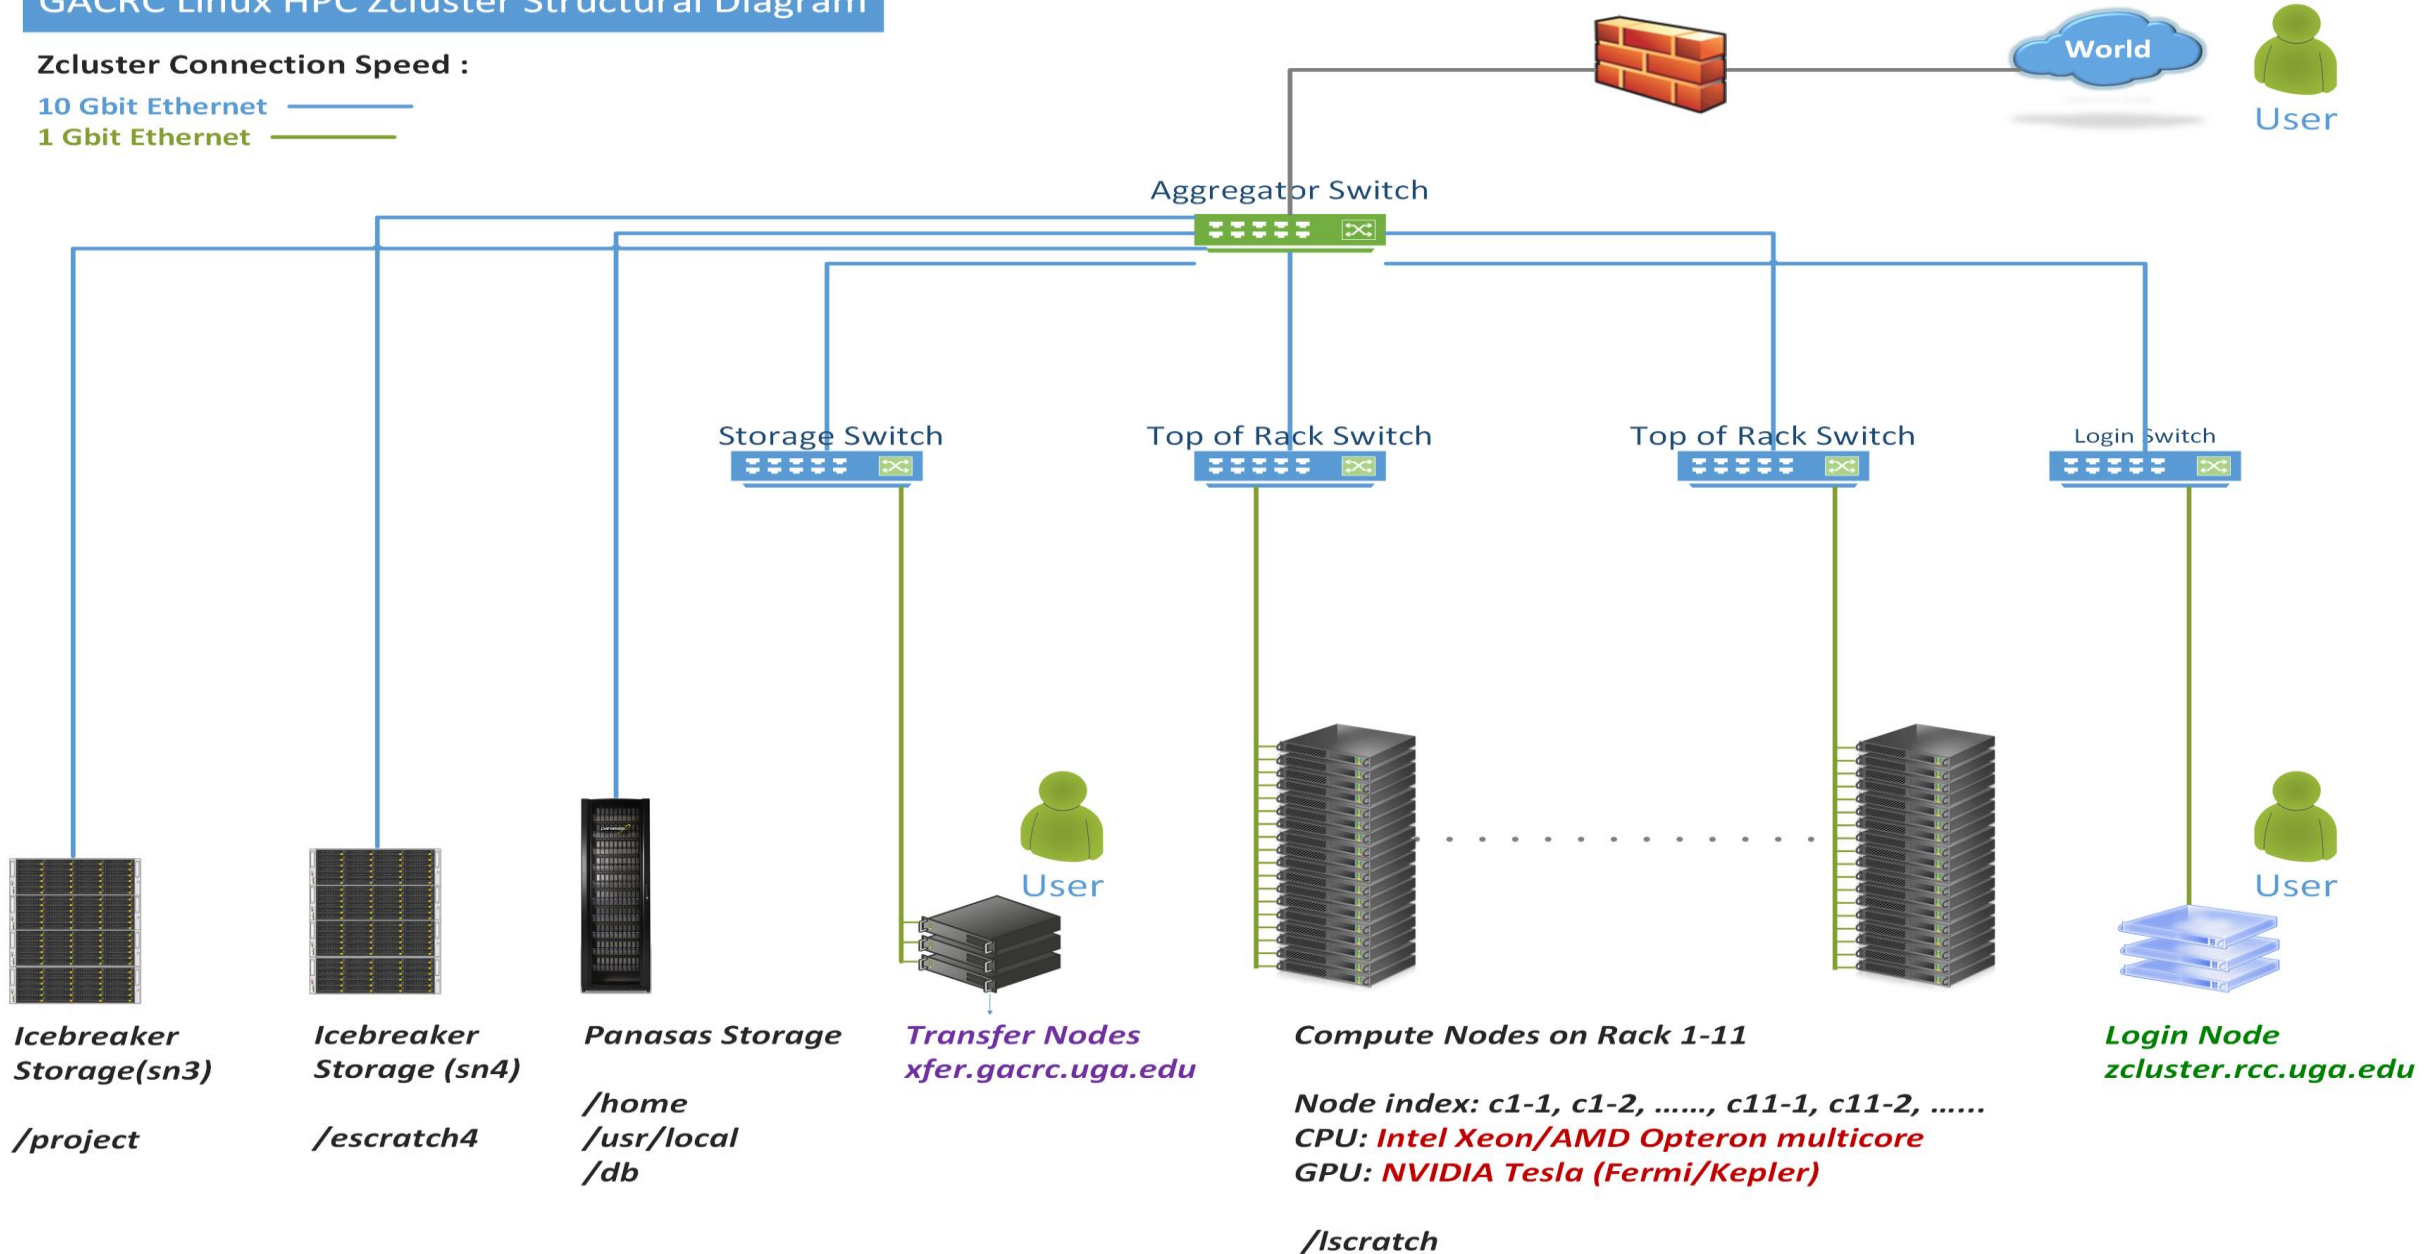 GACRC Linux HPC Zcluster Structural Diagram
Zcluster Connection Speed :
10 Gbit Ethernet
1 Gbit Ethernet
World
User
Aggregator Switch
Storage Switch
Top of Rack Switch
Top of Rack Switch
Login Switch
panasas
User
User
Icebreaker
Storage(sn3)
/project
Icebreaker
Storage (sn4)
/escratch4
Panasas Storage
/home
/usr/local
/db
Transfer Nodes
xfer.gacrc.uga.edu
Compute Nodes on Rack 1-11
Node index: c1-1, c1-2, ……, c11-1, c11-2, …...
CPU: Intel Xeon/AMD Opteron multicore
GPU: NVIDIA Tesla (Fermi/Kepler)
/lscratch
Login Node
zcluster.rcc.uga.edu